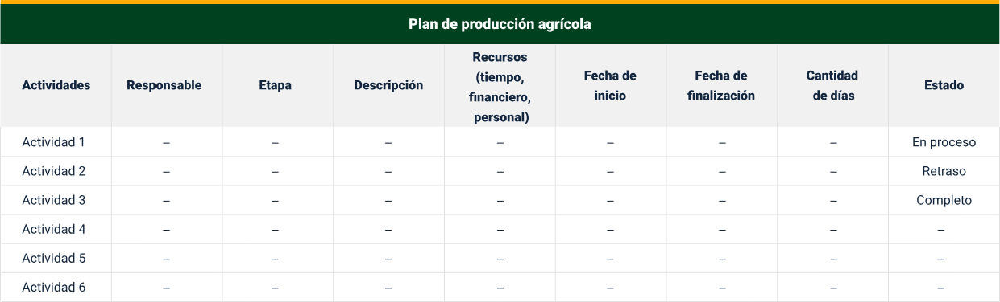 Plan de producción agrícola
Actividades Responsable Etapa Descripción Recursos (tiempo, financiero, personal) Fecha de inicio Fecha de finalización Cantidad de días Estado
Actividad 1 – – – – – – – En proceso
Actividad 2 – – – – – – – Retraso
Actividad 3 – – – – – – – Completo
Actividad 4 – – – – – – – –
Actividad 5 – – – – – – – –
Actividad 6 – – – – – – – –